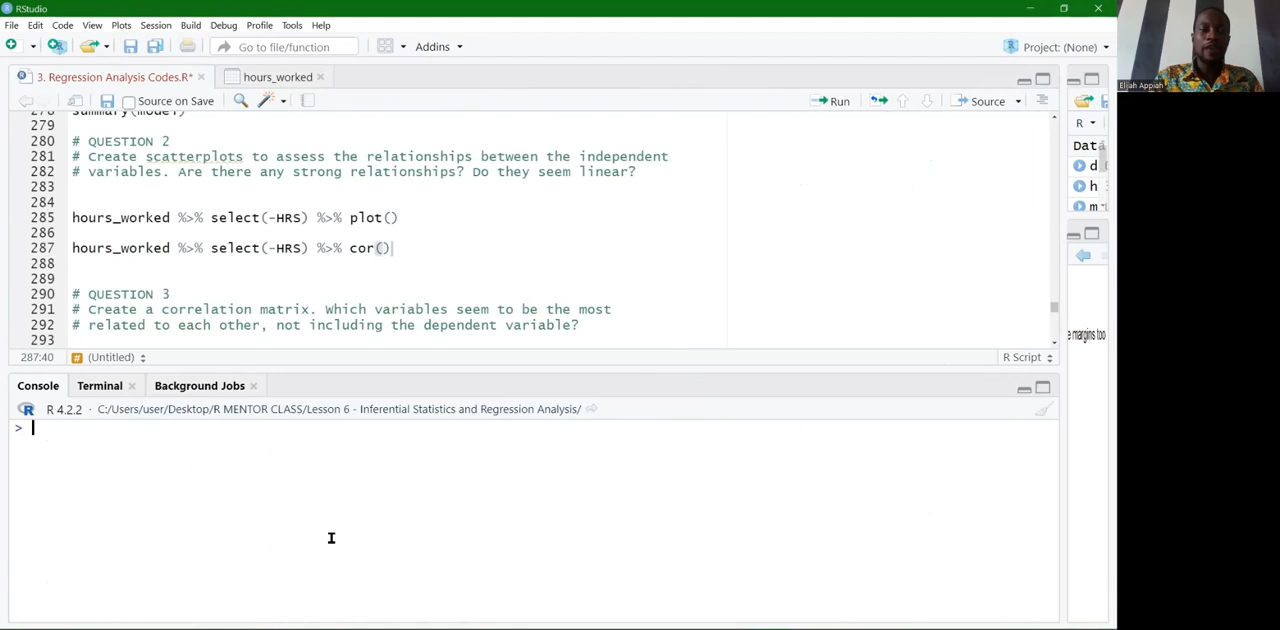 RStudio
File Edit Code View Plots Session Build Debug Profile Tools Help
Go to file/function Addins Project: (None)
3. Regression Analysis Codes.R* hours_worked
Source on Save Run Source
278 summary(model)
279
280 # QUESTION 2
281 # Create scatterplots to assess the relationships between the independent
282 # variables. Are there any strong relationships? Do they seem linear?
283
284
285 hours_worked %>% select(-HRS) %>% plot()
286
287 hours_worked %>% select(-HRS) %>% cor()
288
289
290 # QUESTION 3
291 # Create a correlation matrix. Which variables seem to be the most
292 # related to each other, not including the dependent variable?
293
287:40 (Untitled) R Script
Console Terminal Background Jobs
R 4.2.2 · C:/Users/user/Desktop/R MENTOR CLASS/Lesson 6 - Inferential Statistics and Regression Analysis/
>
R
Data
d
h
m
e margins too
Elijah Appiah